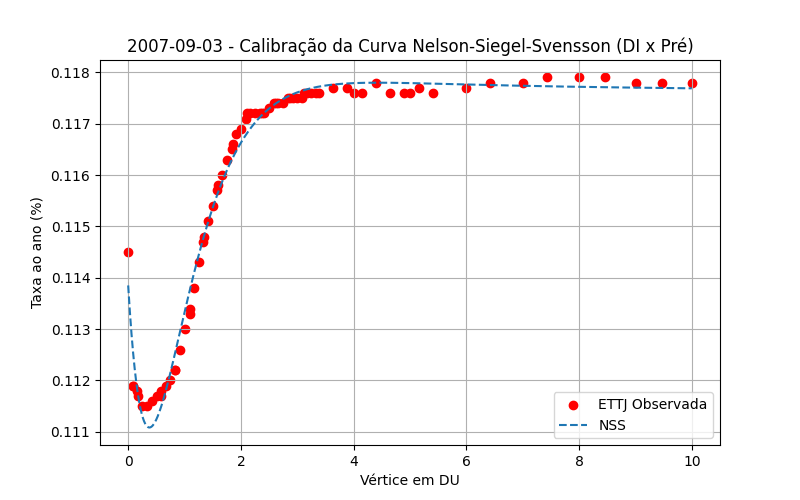 2007-09-03 - Calibração da Curva Nelson-Siegel-Svensson (DI x Pré)
Taxa ao ano (%)
0.118
0.117
0.116
0.115
0.114
0.113
0.112
0.111
ETTJ Observada
NSS
0
2
4
6
8
10
Vértice em DU